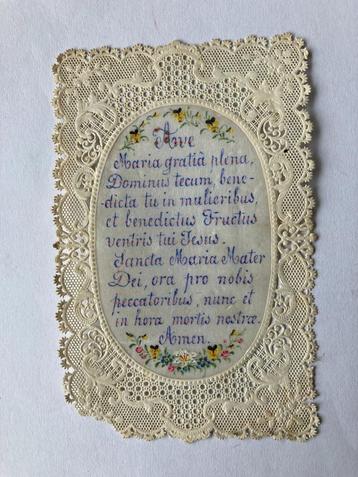 Ave
Maria gratiâ plena,
Dominus tecum, bene-
dicta tu in mulieribus,
et benedictus Fructus
ventris tui Jesus.
Sancta Maria Mater
Dei, ora pro nobis
peccatoribus, nunc et
in hora mortis nostræ.
Amen.